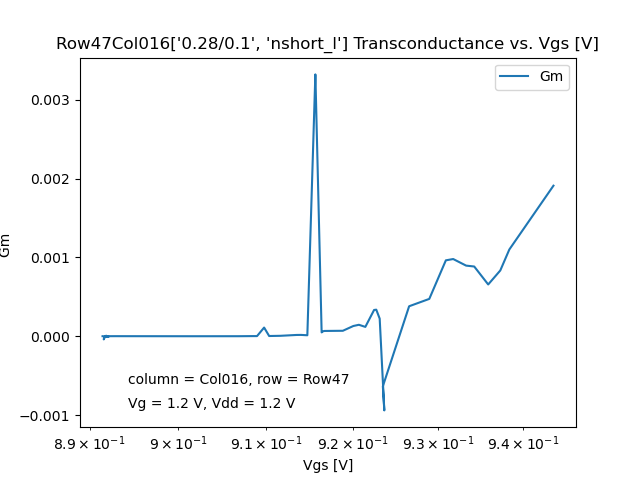 Row47Col016['0.28/0.1', 'nshort_l'] Transconductance vs. Vgs [V]
Gm
0.003
0.002
0.001
0.000
−0.001
Gm
column = Col016, row = Row47
Vg = 1.2 V, Vdd = 1.2 V
8.9 × 10⁻¹ 9 × 10⁻¹ 9.1 × 10⁻¹ 9.2 × 10⁻¹ 9.3 × 10⁻¹ 9.4 × 10⁻¹
Vgs [V]